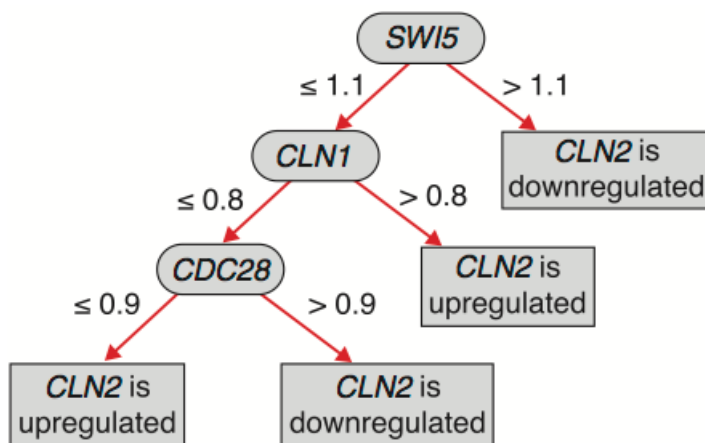 SWI5
≤ 1.1
> 1.1
CLN1
CLN2 is
downregulated
≤ 0.8
> 0.8
CDC28
CLN2 is
upregulated
≤ 0.9
> 0.9
CLN2 is
upregulated
CLN2 is
downregulated